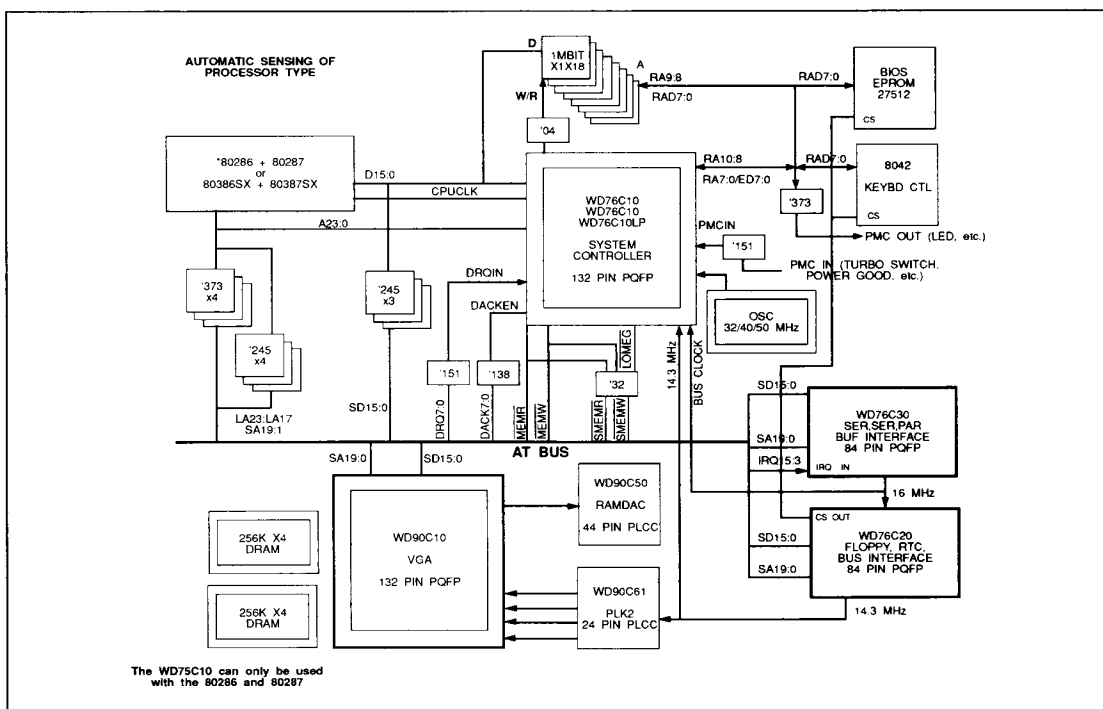 AUTOMATIC SENSING OF
PROCESSOR TYPE
D
1MBIT
X1X18
A
W/R
'04
RA9:8
RAD7:0
RAD7:0
BIOS
EPROM
27512
CS
*80286 + 80287
or
80386SX + 80387SX
D15:0
CPUCLK
A23:0
WD76C10
WD76C10
WD76C10LP
SYSTEM
CONTROLLER
132 PIN PQFP
RA10:8
RA7:0/ED7:0
RAD7:0
8042
KEYBD CTL
CS
'373
PMC OUT (LED, etc.)
PMCIN
'151
PMC IN (TURBO SWITCH,
POWER GOOD, etc.)
OSC
32/40/50 MHz
'373
x4
'245
x4
'245
x3
DRQIN
DACKEN
'151
'138
'32
LOMEG
14.3 MHz
BUS CLOCK
LA23:LA17
SA19:1
SD15:0
DRQ7:0
DACK7:0
MEMR
MEMW
SMEMR
SMEMW
AT BUS
SA19:0
SD15:0
SD15:0
SA19:0
IRQ15:3
WD76C30
SER,SER,PAR
BUF INTERFACE
84 PIN PQFP
IRQ IN
16 MHz
CS OUT
WD76C20
FLOPPY, RTC,
BUS INTERFACE
84 PIN PQFP
SD15:0
SA19:0
14.3 MHz
256K X4
DRAM
256K X4
DRAM
WD90C10
VGA
132 PIN PQFP
WD90C50
RAMDAC
44 PIN PLCC
WD90C61
PLK2
24 PIN PLCC
The WD75C10 can only be used
with the 80286 and 80287